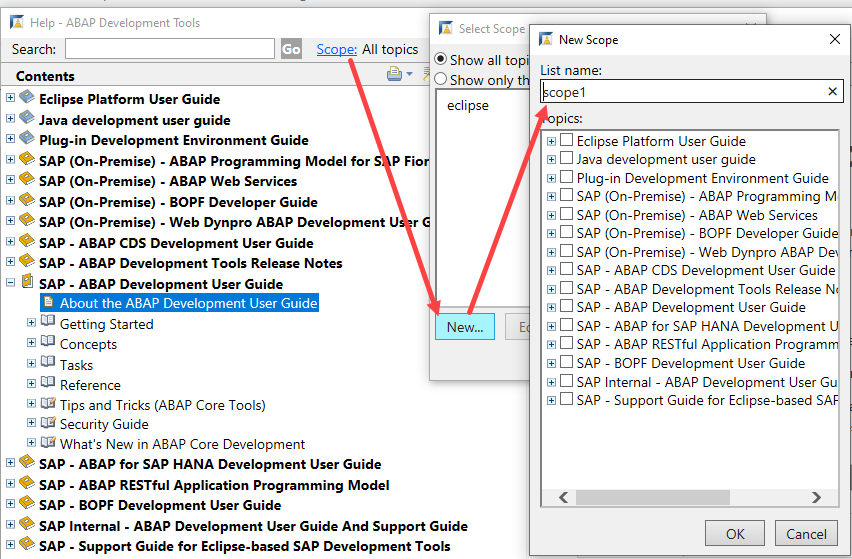 Help - ABAP Development Tools
Search:
Go
Scope: All topics
Contents
Eclipse Platform User Guide
Java development user guide
Plug-in Development Environment Guide
SAP (On-Premise) - ABAP Programming Model for SAP Fior
SAP (On-Premise) - ABAP Web Services
SAP (On-Premise) - BOPF Developer Guide
SAP (On-Premise) - Web Dynpro ABAP Development User G
SAP - ABAP CDS Development User Guide
SAP - ABAP Development Tools Release Notes
SAP - ABAP Development User Guide
About the ABAP Development User Guide
Getting Started
Concepts
Tasks
Reference
Tips and Tricks (ABAP Core Tools)
Security Guide
What's New in ABAP Core Development
SAP - ABAP for SAP HANA Development User Guide
SAP - ABAP RESTful Application Programming Model
SAP - BOPF Development User Guide
SAP Internal - ABAP Development User Guide And Support Guide
SAP - Support Guide for Eclipse-based SAP Development Tools
Select Scope
Show all topi
Show only th
eclipse
New...
New Scope
List name:
scope1
Topics:
Eclipse Platform User Guide
Java development user guide
Plug-in Development Environment Guide
SAP (On-Premise) - ABAP Programming M
SAP (On-Premise) - ABAP Web Services
SAP (On-Premise) - BOPF Developer Guide
SAP (On-Premise) - Web Dynpro ABAP Dev
SAP - ABAP CDS Development User Guide
SAP - ABAP Development Tools Release No
SAP - ABAP Development User Guide
SAP - ABAP for SAP HANA Development U
SAP - ABAP RESTful Application Programm
SAP - BOPF Development User Guide
SAP Internal - ABAP Development User Gu
SAP - Support Guide for Eclipse-based SAP
OK
Cancel